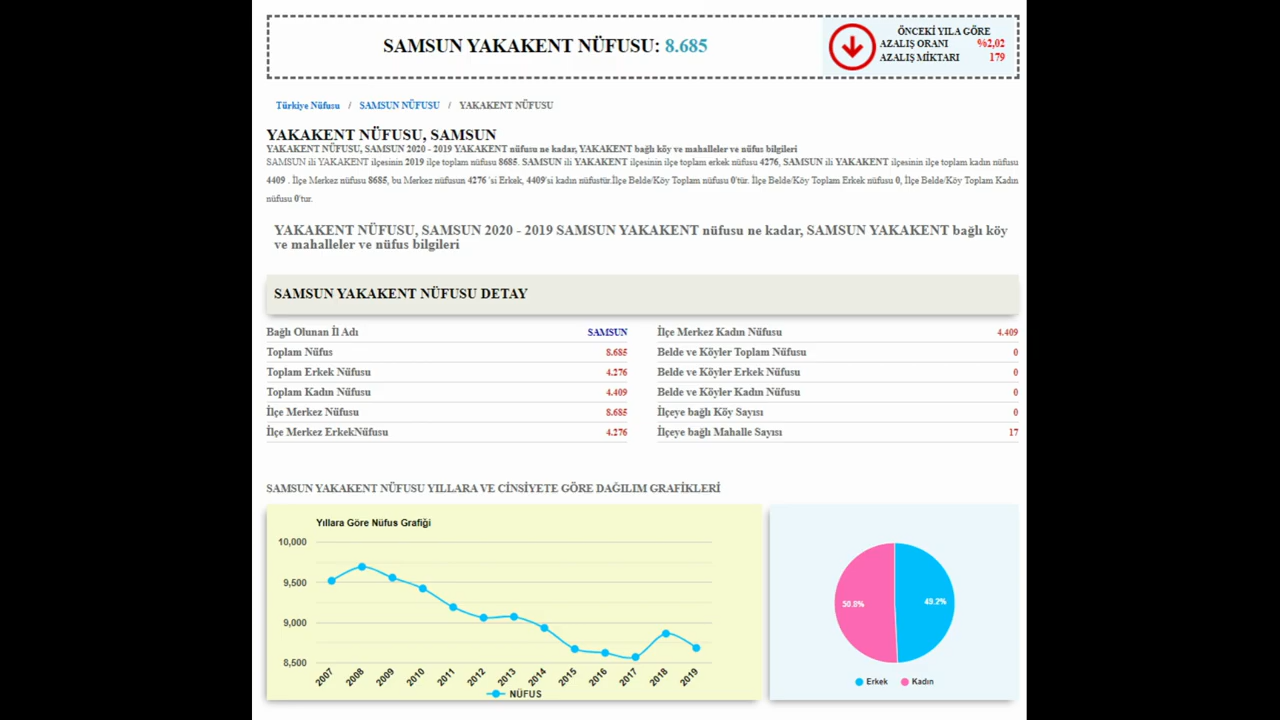 SAMSUN YAKAKENT NÜFUSU: 8.685
ÖNCEKİ YILA GÖRE
AZALIŞ ORANI %2,02
AZALIŞ MİKTARI 179
Türkiye Nüfusu / SAMSUN NÜFUSU / YAKAKENT NÜFUSU
YAKAKENT NÜFUSU, SAMSUN
YAKAKENT NÜFUSU, SAMSUN 2020 - 2019 YAKAKENT nüfusu ne kadar, YAKAKENT bağlı köy ve mahalleler ve nüfus bilgileri
SAMSUN ili YAKAKENT ilçesinin 2019 ilçe toplam nüfusu 8685. SAMSUN ili YAKAKENT ilçesinin ilçe toplam erkek nüfusu 4276, SAMSUN ili YAKAKENT ilçesinin ilçe toplam kadın nüfusu
4409 . İlçe Merkez nüfusu 8685, bu Merkez nüfusun 4276 'si Erkek, 4409'si kadın nüfustür.İlçe Belde/Köy Toplam nüfusu 0'tür. İlçe Belde/Köy Toplam Erkek nüfusu 0, İlçe Belde/Köy Toplam Kadın
nüfusu 0'tur.
YAKAKENT NÜFUSU, SAMSUN 2020 - 2019 SAMSUN YAKAKENT nüfusu ne kadar, SAMSUN YAKAKENT bağlı köy
ve mahalleler ve nüfus bilgileri
SAMSUN YAKAKENT NÜFUSU DETAY
Bağlı Olunan İl Adı SAMSUN
Toplam Nüfus 8.685
Toplam Erkek Nüfusu 4.276
Toplam Kadın Nüfusu 4.409
İlçe Merkez Nüfusu 8.685
İlçe Merkez ErkekNüfusu 4.276
İlçe Merkez Kadın Nüfusu 4.409
Belde ve Köyler Toplam Nüfusu 0
Belde ve Köyler Erkek Nüfusu 0
Belde ve Köyler Kadın Nüfusu 0
İlçeye bağlı Köy Sayısı 0
İlçeye bağlı Mahalle Sayısı 17
SAMSUN YAKAKENT NÜFUSU YILLARA VE CİNSİYETE GÖRE DAĞILIM GRAFİKLERİ
Yıllara Göre Nüfus Grafiği
10,000
9,500
9,000
8,500
2007 2008 2009 2010 2011 2012 2013 2014 2015 2016 2017 2018 2019
NÜFUS
50.8% 49.2%
Erkek Kadın